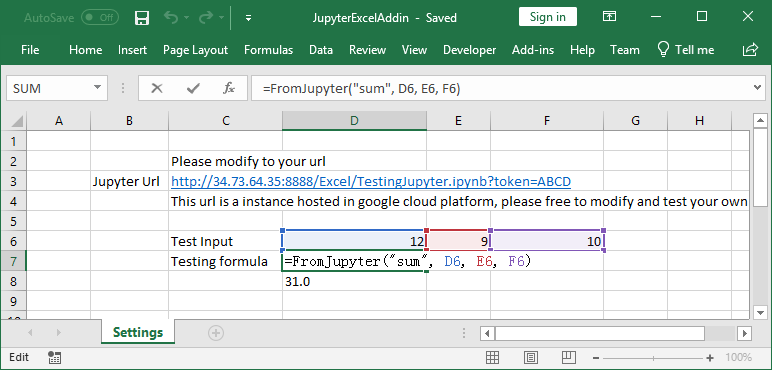 AutoSave Off JupyterExcelAddin - Saved Sign in
File Home Insert Page Layout Formulas Data Review View Developer Add-ins Help Team Tell me
SUM =FromJupyter("sum", D6, E6, F6)
A B C D E F G H
1
2 Please modify to your url
3 Jupyter Url http://34.73.64.35:8888/Excel/TestingJupyter.ipynb?token=ABCD
4 This url is a instance hosted in google cloud platform, please free to modify and test your own
5
6 Test Input 12 9 10
7 Testing formula =FromJupyter("sum", D6, E6, F6)
8 31.0
9
10
Settings
Edit 100%